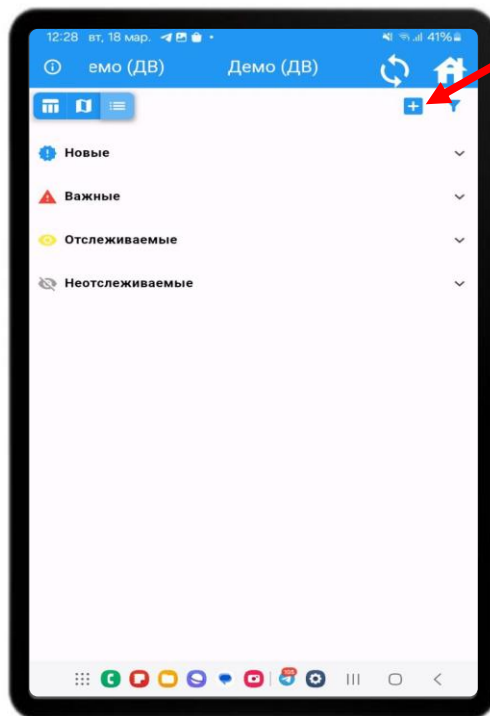 12:28 вт, 18 мар. 41%
емо (ДВ) Демо (ДВ)
Новые
Важные
Отслеживаемые
Неотслеживаемые